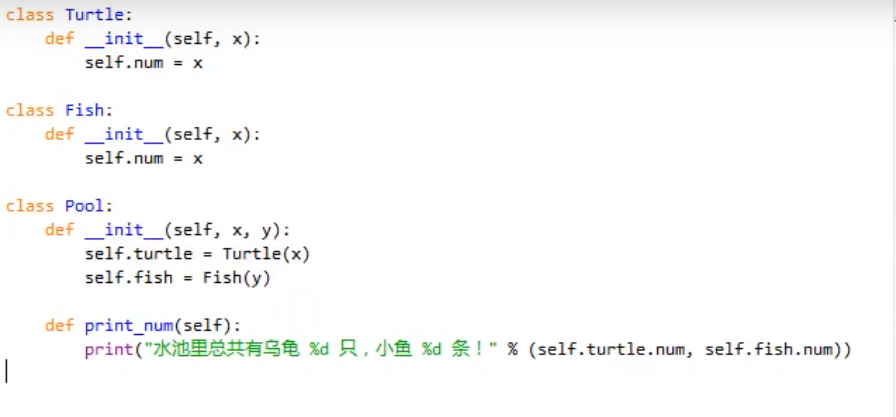 class Turtle:
    def __init__(self, x):
        self.num = x
class Fish:
    def __init__(self, x):
        self.num = x
class Pool:
    def __init__(self, x, y):
        self.turtle = Turtle(x)
        self.fish = Fish(y)
    def print_num(self):
        print("水池里总共有乌龟 %d 只，小鱼 %d 条！" % (self.turtle.num, self.fish.num))